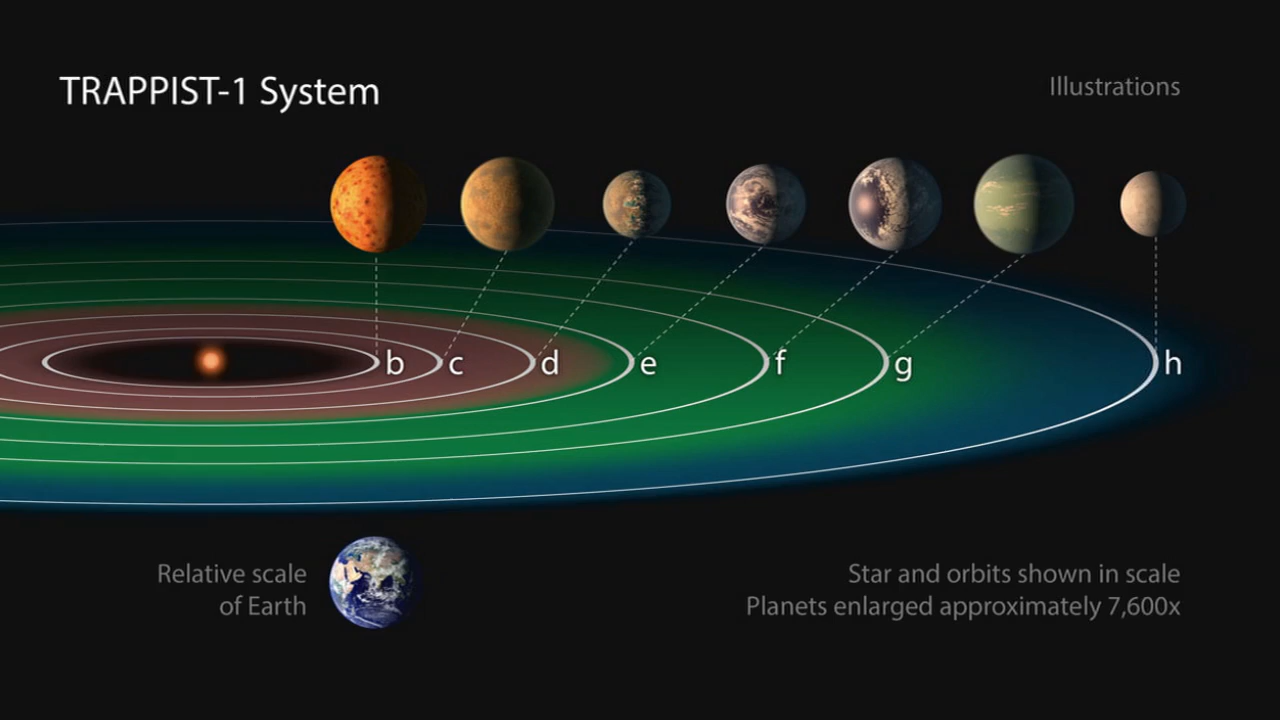 TRAPPIST-1 System
Illustrations
b
c
d
e
f
g
h
Relative scale
of Earth
Star and orbits shown in scale
Planets enlarged approximately 7,600x